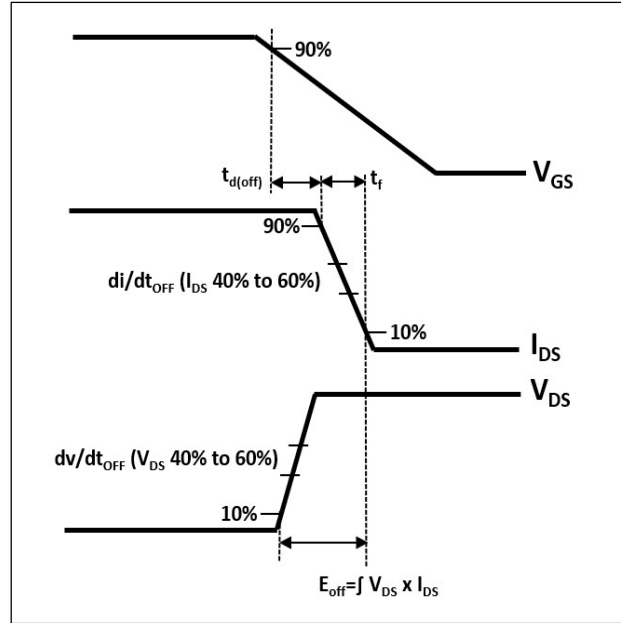 90%
V_GS
t_d(off)
t_f
90%
di/dt_OFF (I_DS 40% to 60%)
10%
I_DS
V_DS
dv/dt_OFF (V_DS 40% to 60%)
10%
E_off=∫ V_DS x I_DS